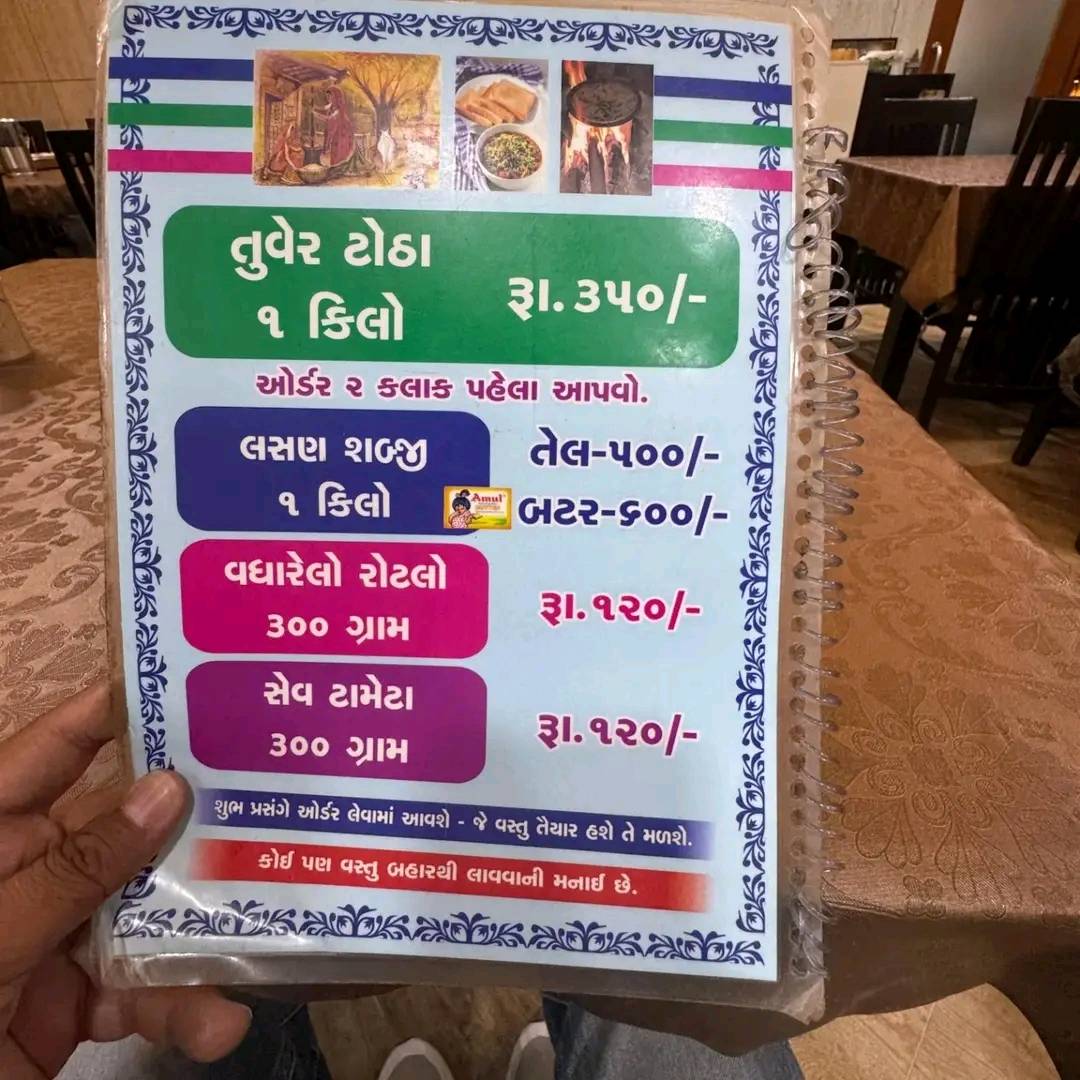 તુવેર ટોઠા
૧ કિલો
રૂા. ૩૫૦/-
ઓર્ડર ૨ કલાક પહેલા આપવો.
લસણ શબ્જી
૧ કિલો
તેલ-૫૦૦/-
Amul
બટર-૬૦૦/-
વઘારેલો રોટલો
૩૦૦ ગ્રામ
રૂા. ૧૨૦/-
સેવ ટામેટા
૩૦૦ ગ્રામ
રૂા. ૧૨૦/-
શુભ પ્રસંગે ઓર્ડર લેવામાં આવશે - જે વસ્તુ તૈયાર હશે તે મળશે.
કોઈ પણ વસ્તુ બહારથી લાવવાની મનાઈ છે.